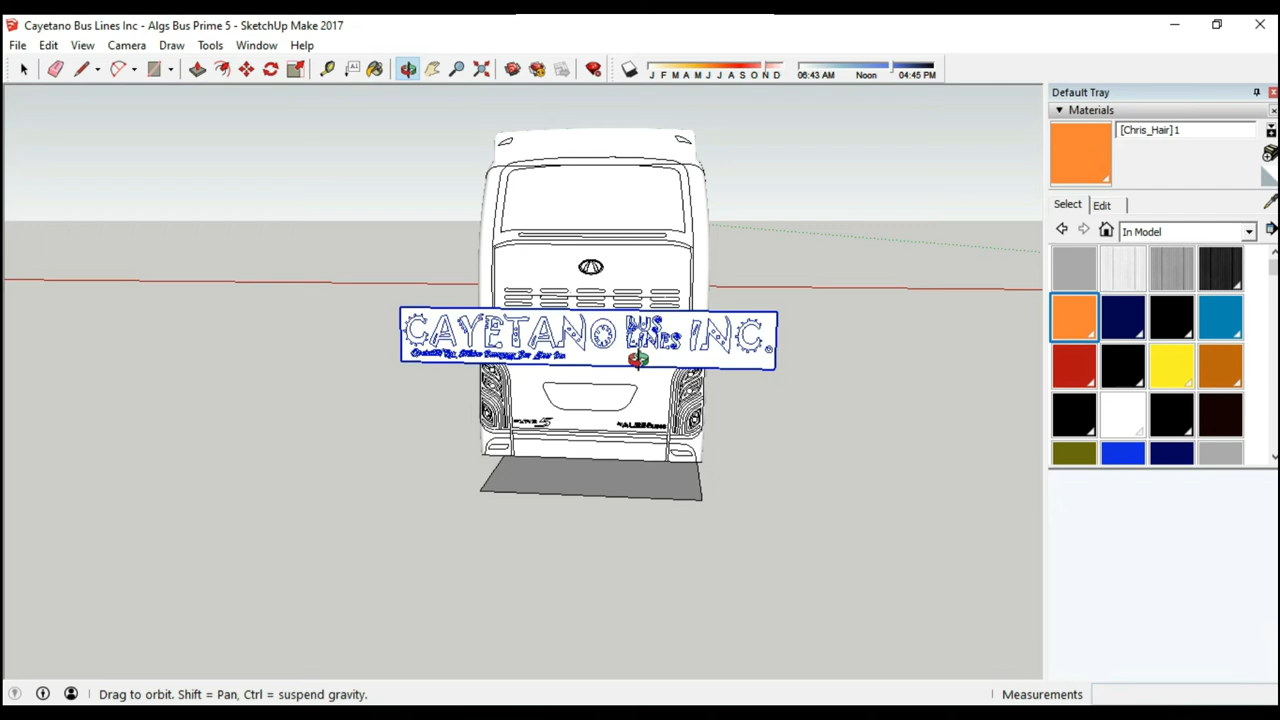 Cayetano Bus Lines Inc - Algs Bus Prime 5 - SketchUp Make 2017
File Edit View Camera Draw Tools Window Help
J F M A M J J A S O N D 06:43 AM Noon 04:45 PM
Default Tray
Materials
[Chris_Hair]1
Select Edit
In Model
CAYETANO BUS LINES INC.
5
Drag to orbit. Shift = Pan, Ctrl = suspend gravity.
Measurements